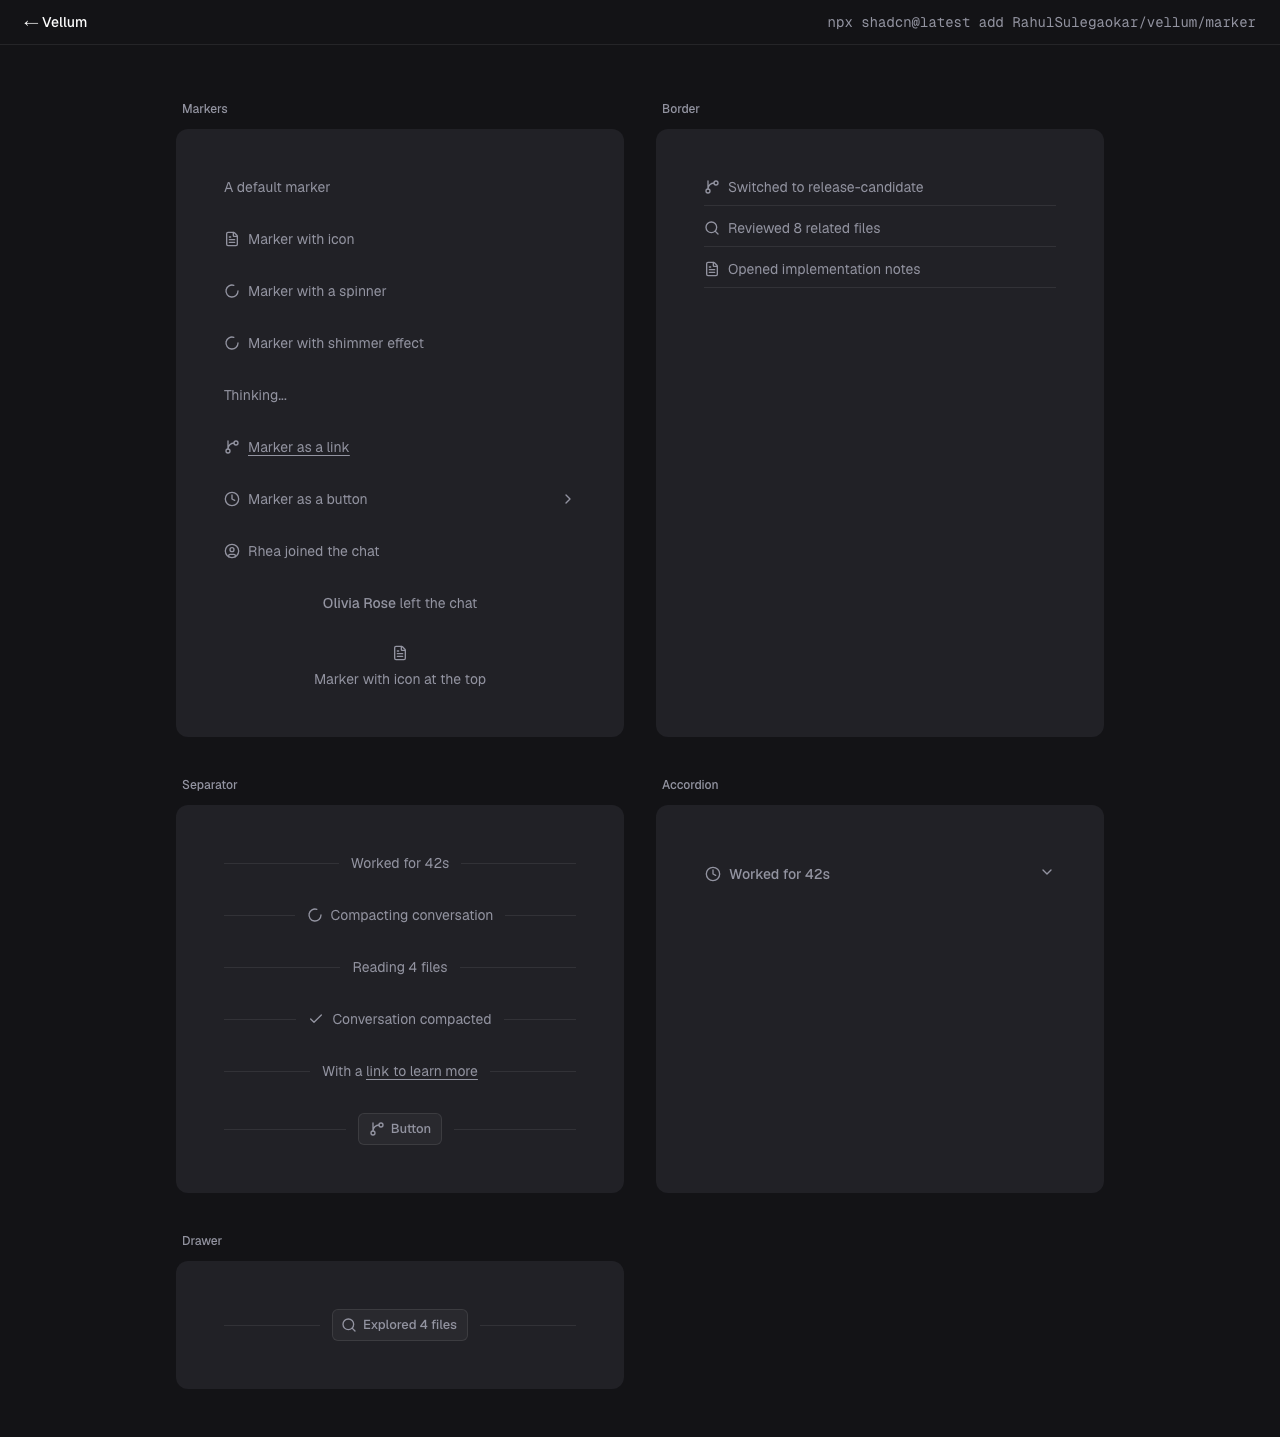 ← Vellum
npx shadcn@latest add RahulSulegaokar/vellum/marker
Markers
A default marker
Marker with icon
Marker with a spinner
Marker with shimmer effect
Thinking...
Marker as a link
Marker as a button
Rhea joined the chat
Olivia Rose left the chat
Marker with icon at the top
Border
Switched to release-candidate
Reviewed 8 related files
Opened implementation notes
Separator
Worked for 42s
Compacting conversation
Reading 4 files
Conversation compacted
With a link to learn more
Button
Accordion
Worked for 42s
Drawer
Explored 4 files